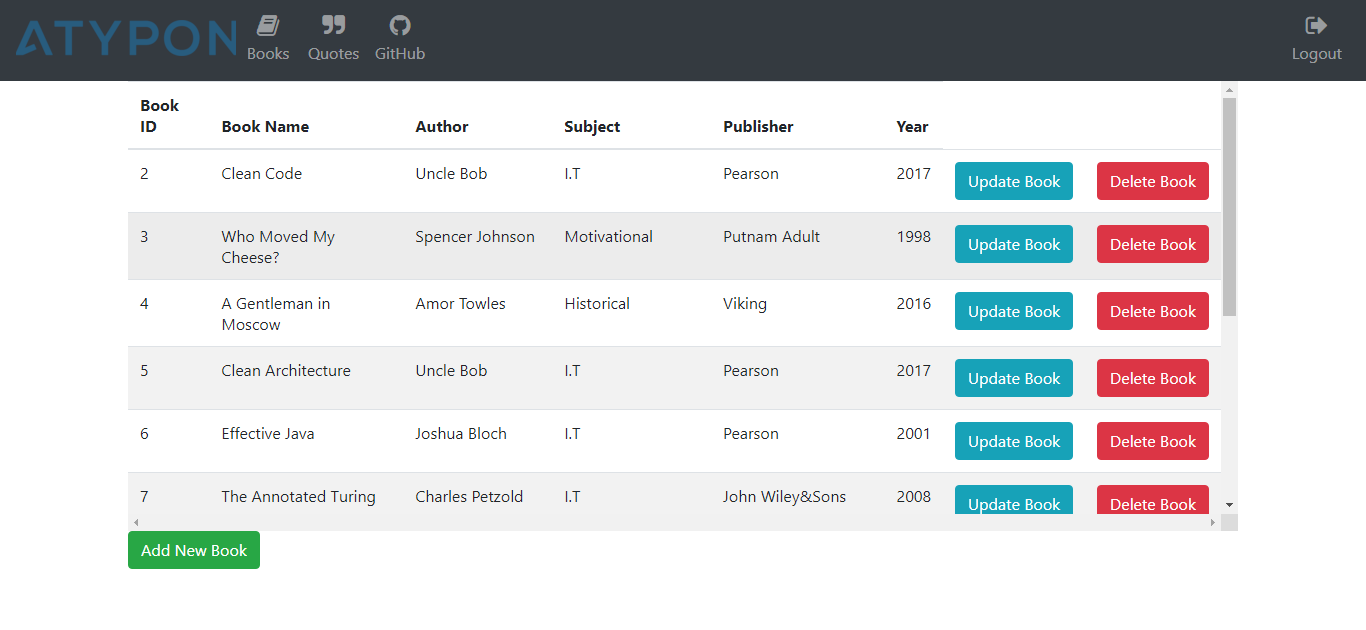 ATYPON
Books Quotes GitHub Logout
Book ID Book Name Author Subject Publisher Year
2 Clean Code Uncle Bob I.T Pearson 2017 Update Book Delete Book
3 Who Moved My Cheese? Spencer Johnson Motivational Putnam Adult 1998 Update Book Delete Book
4 A Gentleman in Moscow Amor Towles Historical Viking 2016 Update Book Delete Book
5 Clean Architecture Uncle Bob I.T Pearson 2017 Update Book Delete Book
6 Effective Java Joshua Bloch I.T Pearson 2001 Update Book Delete Book
7 The Annotated Turing Charles Petzold I.T John Wiley&Sons 2008 Update Book Delete Book
Add New Book